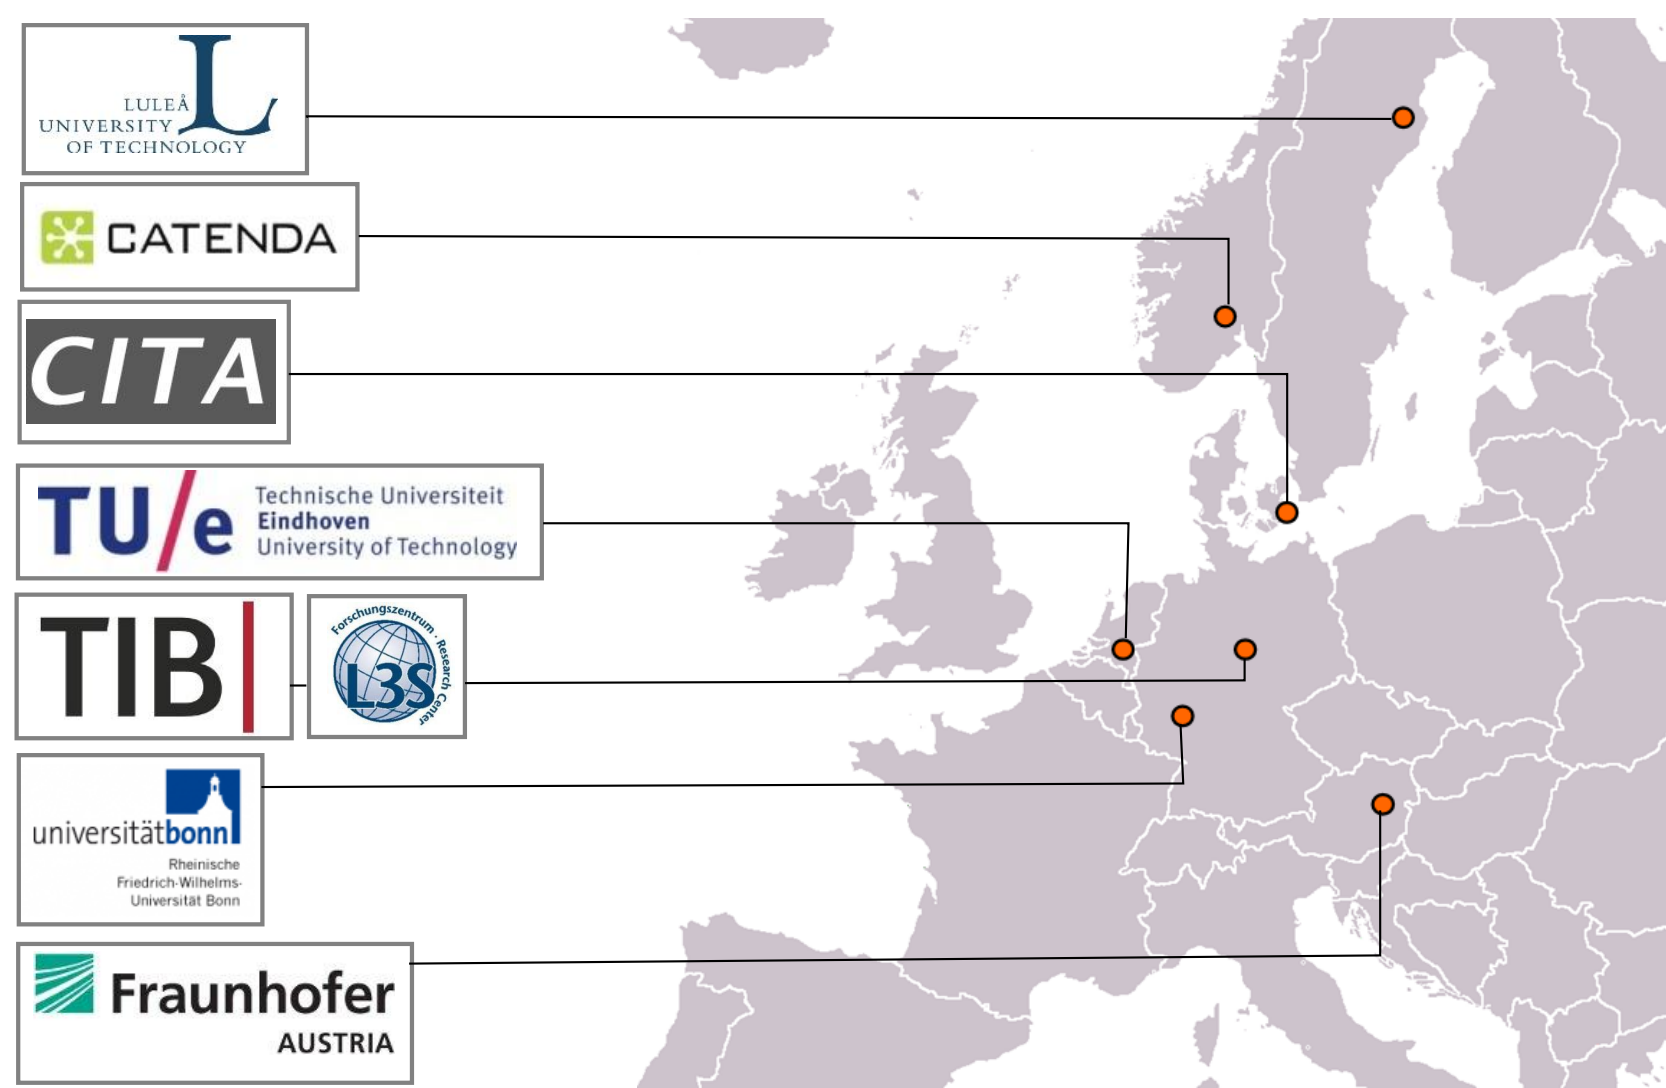 LULEÅ
UNIVERSITY
OF TECHNOLOGY
CATENDA
CITA
TU/e
Technische Universiteit
Eindhoven
University of Technology
TIB
Forschungszentrum · Research Center
L3S
universitätbonn
Rheinische
Friedrich-Wilhelms-
Universität Bonn
Fraunhofer
AUSTRIA